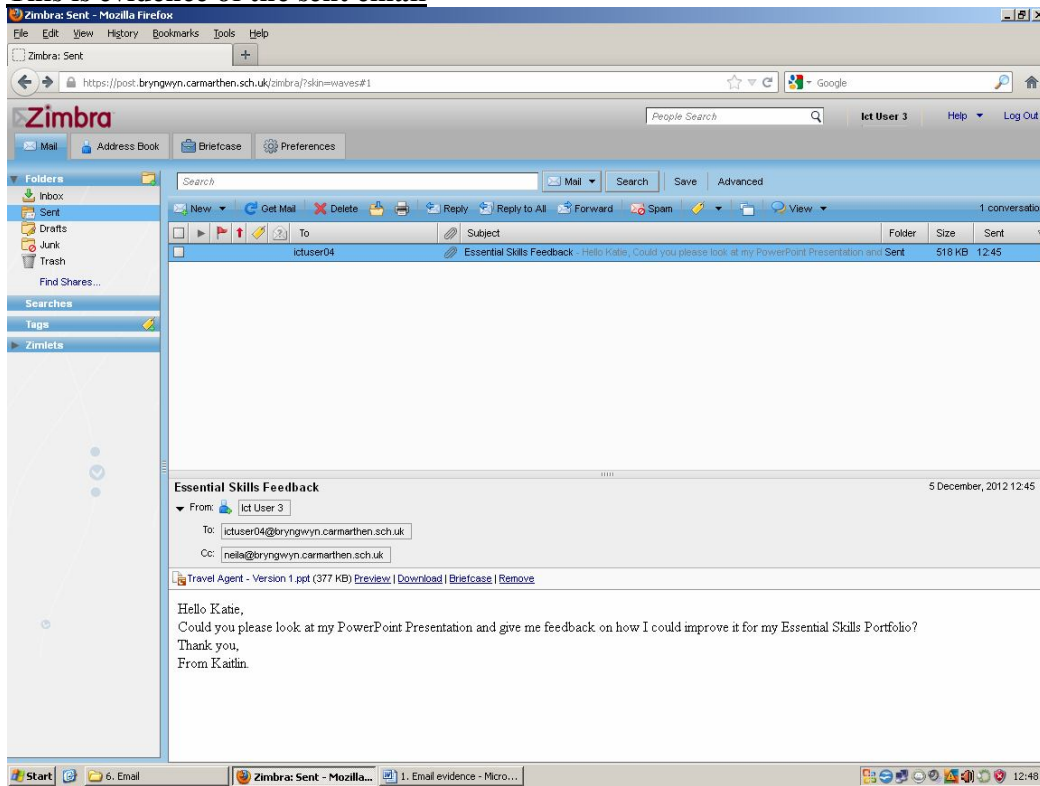 This is evidence of the sent email
Zimbra: Sent - Mozilla Firefox
File Edit View History Bookmarks Tools Help
Zimbra: Sent
https://post.bryngwyn.carmarthen.sch.uk/zimbra/?skin=waves#1 Google
Zimbra People Search Ict User 3 Help Log Out
Mail Address Book Briefcase Preferences
Folders Search Mail Search Save Advanced
Inbox
Sent New Get Mail Delete Reply Reply to All Forward Spam View 1 conversatio
Drafts To Subject Folder Size Sent
Junk ictuser04 Essential Skills Feedback - Hello Katie, Could you please look at my PowerPoint Presentation and Sent 518 KB 12:45
Trash
Find Shares...
Searches
Tags
Zimlets
Essential Skills Feedback 5 December, 2012 12:45
From: Ict User 3
To: ictuser04@bryngwyn.carmarthen.sch.uk
Cc: neila@bryngwyn.carmarthen.sch.uk
Travel Agent - Version 1.ppt (377 KB) Preview | Download | Briefcase | Remove
Hello Katie,
Could you please look at my PowerPoint Presentation and give me feedback on how I could improve it for my Essential Skills Portfolio?
Thank you,
From Kaitlin.
Start 6. Email Zimbra: Sent - Mozilla... 1. Email evidence - Micro... 12:48